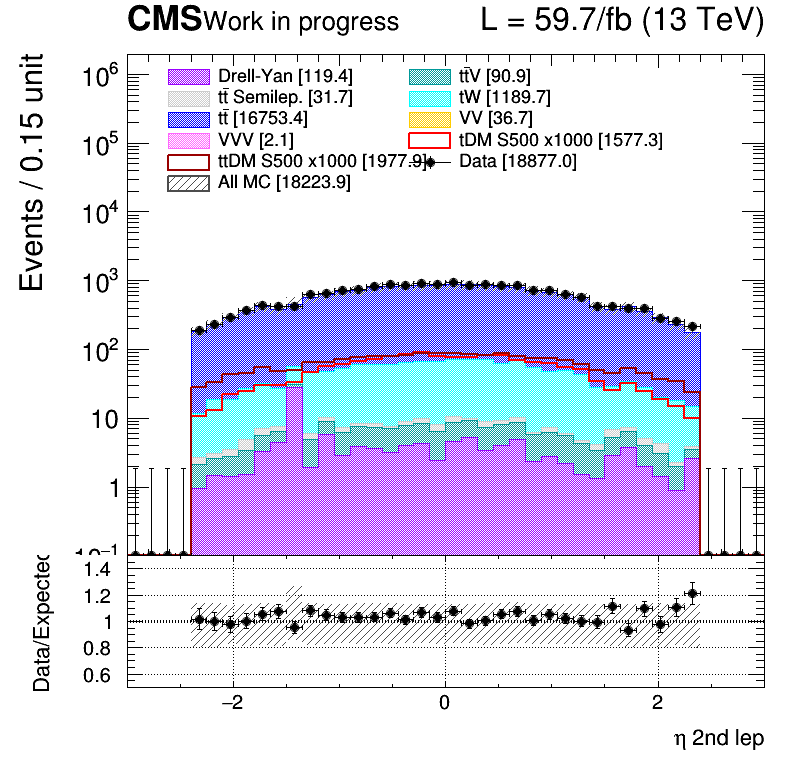 CMS Work in progress L = 59.7/fb (13 TeV)
Events / 0.15 unit
10⁶
10⁵
10⁴
10³
10²
10
1
10⁻¹
Drell-Yan [119.4] tt̄V [90.9]
tt̄ Semilep. [31.7] tW [1189.7]
tt̄ [16753.4] VV [36.7]
VVV [2.1] tDM S500 x1000 [1577.3]
ttDM S500 x1000 [1977.9] Data [18877.0]
All MC [18223.9]
Data/Expected
1.4
1.2
1
0.8
0.6
−2 0 2
η 2nd lep